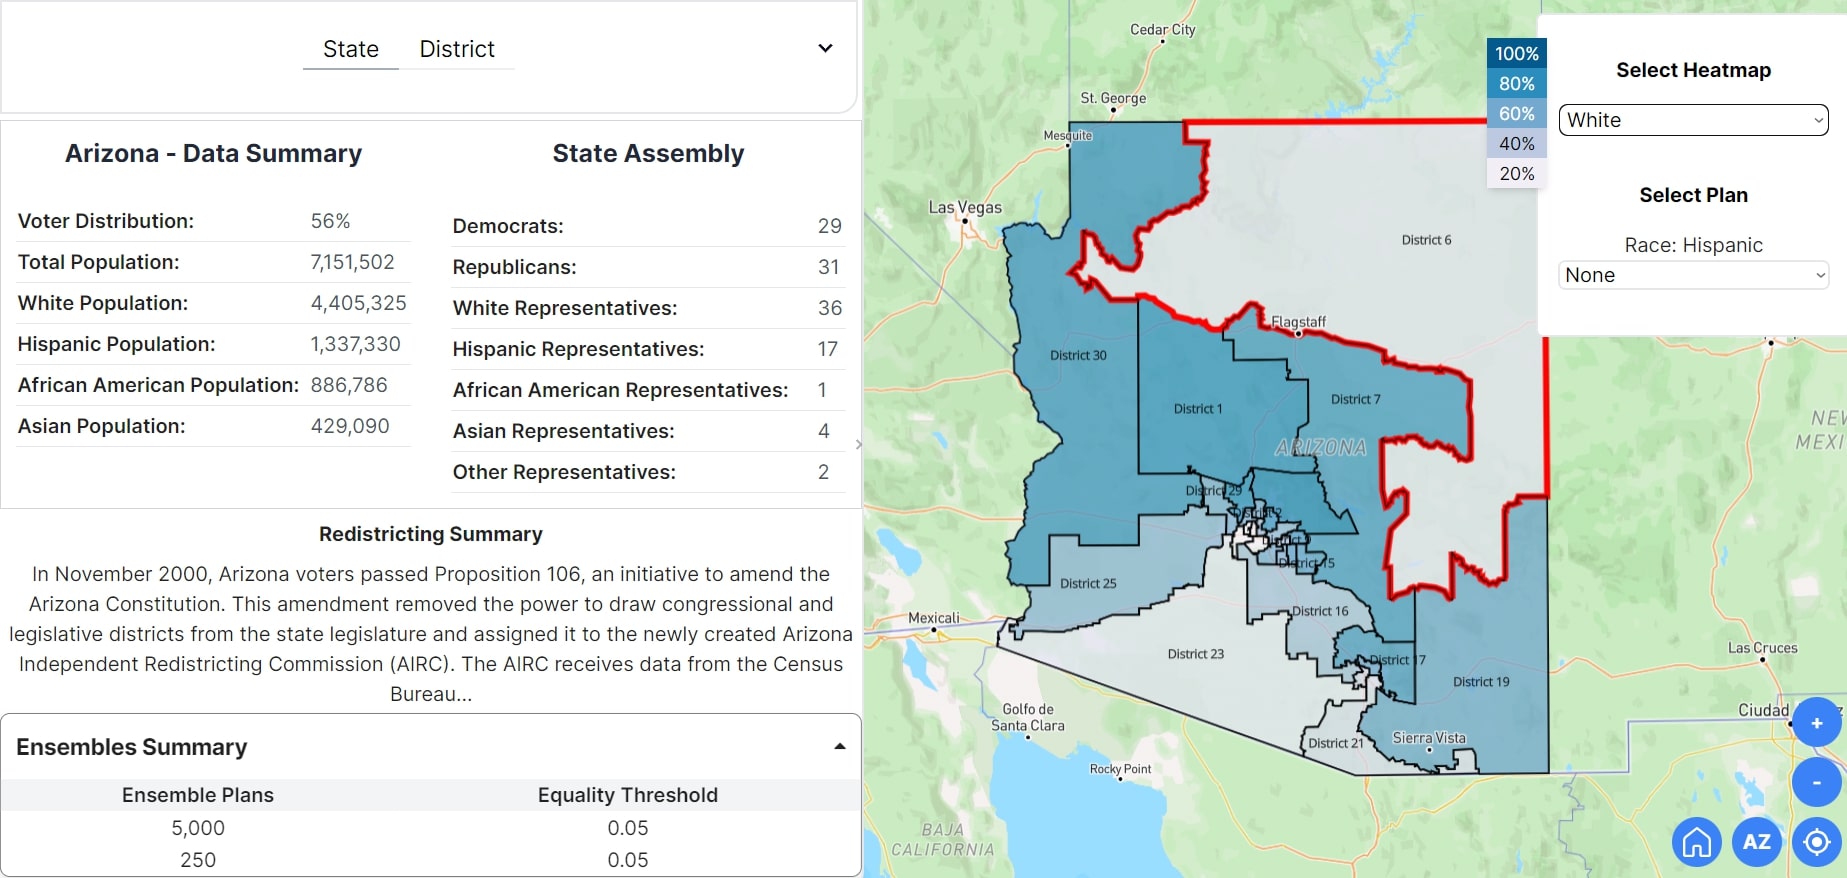 State District
Arizona - Data Summary
Voter Distribution: 56%
Total Population: 7,151,502
White Population: 4,405,325
Hispanic Population: 1,337,330
African American Population: 886,786
Asian Population: 429,090
State Assembly
Democrats: 29
Republicans: 31
White Representatives: 36
Hispanic Representatives: 17
African American Representatives: 1
Asian Representatives: 4
Other Representatives: 2
Redistricting Summary
In November 2000, Arizona voters passed Proposition 106, an initiative to amend the
Arizona Constitution. This amendment removed the power to draw congressional and
legislative districts from the state legislature and assigned it to the newly created Arizona
Independent Redistricting Commission (AIRC). The AIRC receives data from the Census
Bureau...
Ensembles Summary
Ensemble Plans Equality Threshold
5,000 0.05
250 0.05
Cedar City
St. George
Mesquite
Las Vegas
District 6
Flagstaff
District 30
District 1
District 7
ARIZONA
District 29
District 2
District
District 15
District 25
District 16
Mexicali
District 23
District 17
District 19
Las Cruces
Golfo de
Santa Clara
District 21
Sierra Vista
Ciudad
Rocky Point
BAJA
CALIFORNIA
NEW
MEXI
100%
80%
60%
40%
20%
Select Heatmap
White
Select Plan
Race: Hispanic
None
+
-
AZ